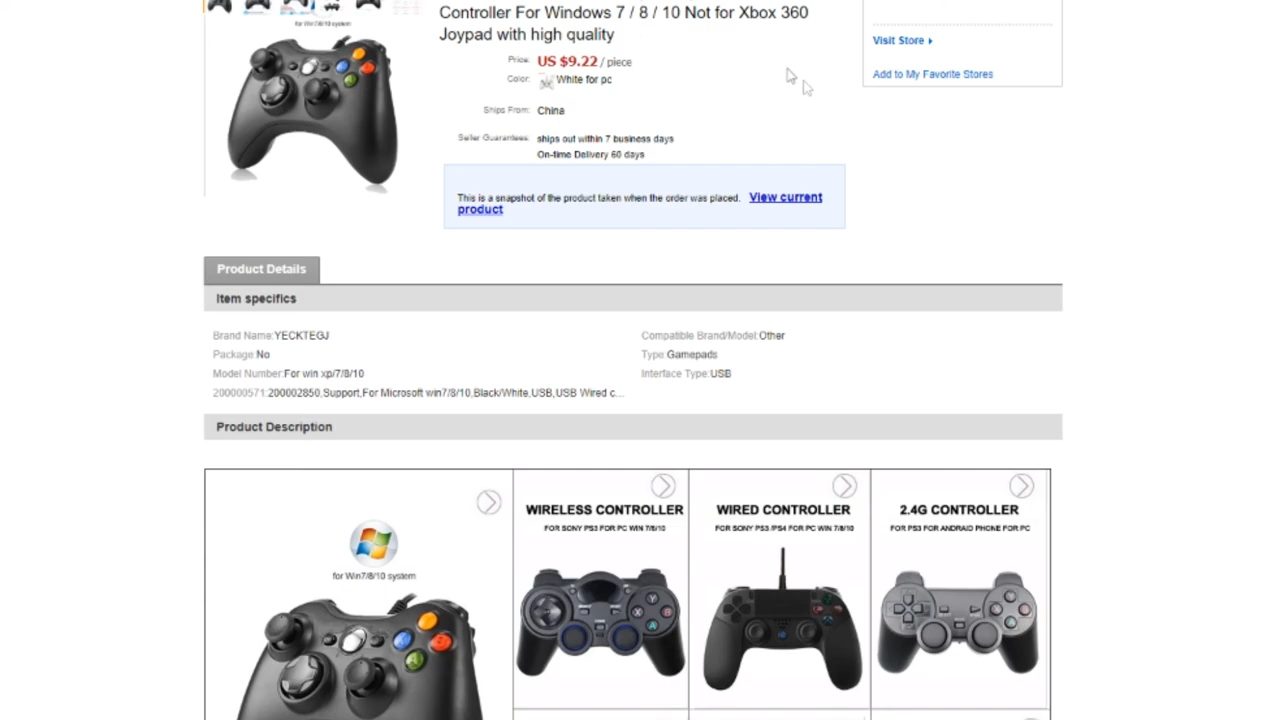 for Win7/8/10 system
Controller For Windows 7 / 8 / 10 Not for Xbox 360
Joypad with high quality
Price: US $9.22 / piece
Color: White for pc
Ships From: China
Seller Guarantees: ships out within 7 business days
On-time Delivery 60 days
This is a snapshot of the product taken when the order was placed. View current
product
Visit Store
Add to My Favorite Stores
Product Details
Item specifics
Brand Name:YECKTEGJ
Compatible Brand/Model:Other
Package:No
Type:Gamepads
Model Number:For win xp/7/8/10
Interface Type:USB
200000571:200002850,Support,For Microsoft win7/8/10,Black/White,USB,USB Wired c...
Product Description
for Win7/8/10 system
WIRELESS CONTROLLER
FOR SONY PS3 FOR PC WIN 7/8/10
WIRED CONTROLLER
FOR SONY PS3 /PS4 FOR PC WIN 7/8/10
2.4G CONTROLLER
FOR PS3 FOR ANDRAID PHONE FOR PC
Y
X
B
A